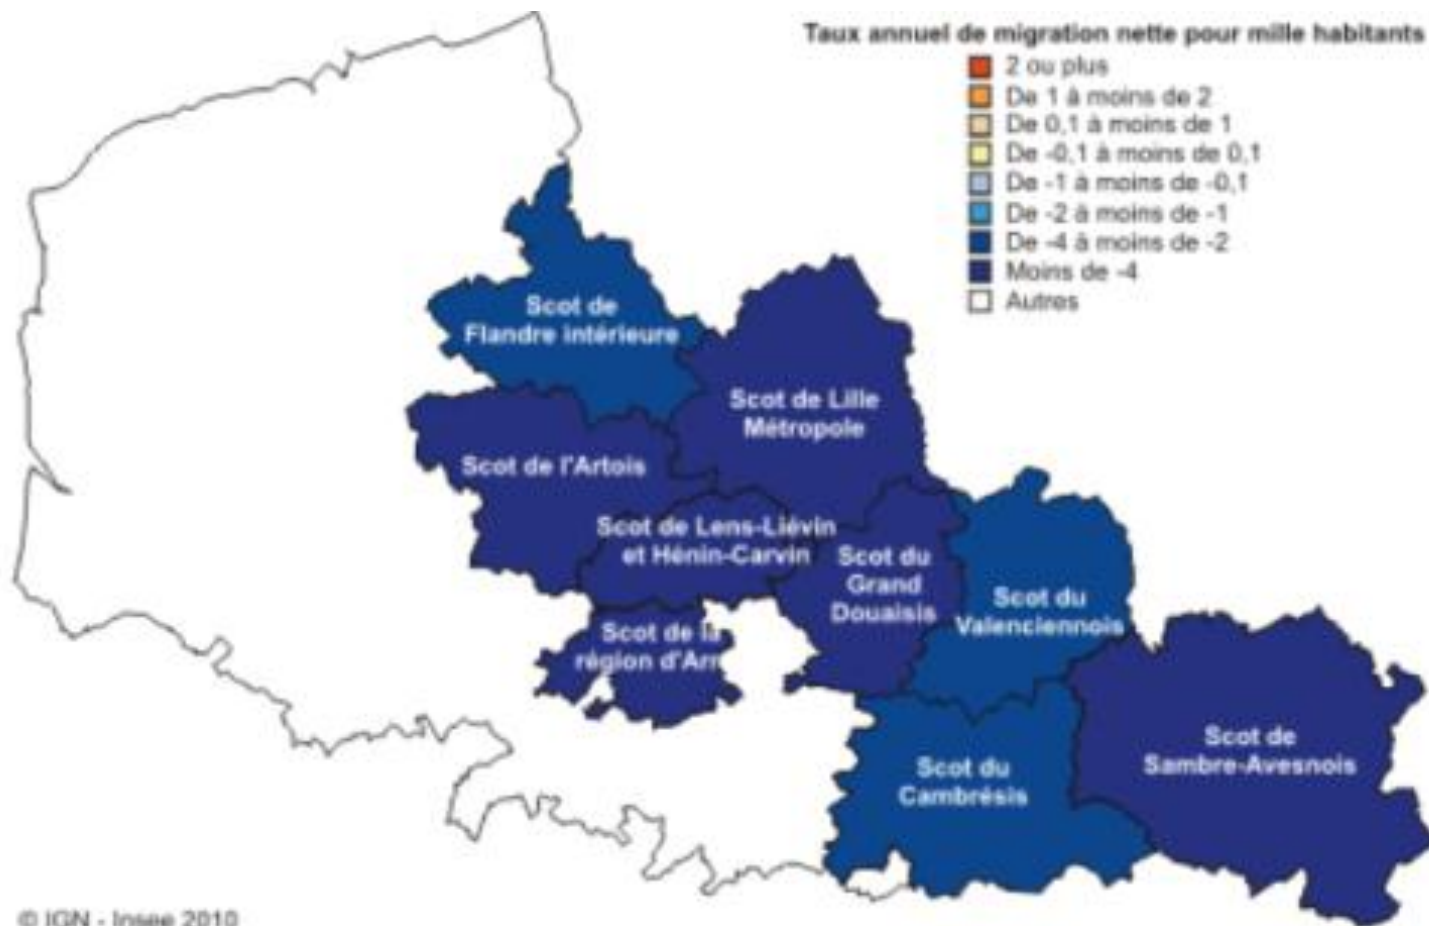 Taux annuel de migration nette pour mille habitants
2 ou plus
De 1 à moins de 2
De 0,1 à moins de 1
De -0,1 à moins de 0,1
De -1 à moins de -0,1
De -2 à moins de -1
De -4 à moins de -2
Moins de -4
Autres
Scot de
Flandre intérieure
Scot de Lille
Métropole
Scot de l'Artois
Scot de Lens-Liévin
et Hénin-Carvin
Scot du
Grand
Douaisis
Scot du
Valenciennois
Scot de la
région d'Arr
Scot de
Sambre-Avesnois
Scot du
Cambrésis
© IGN - Insee 2010